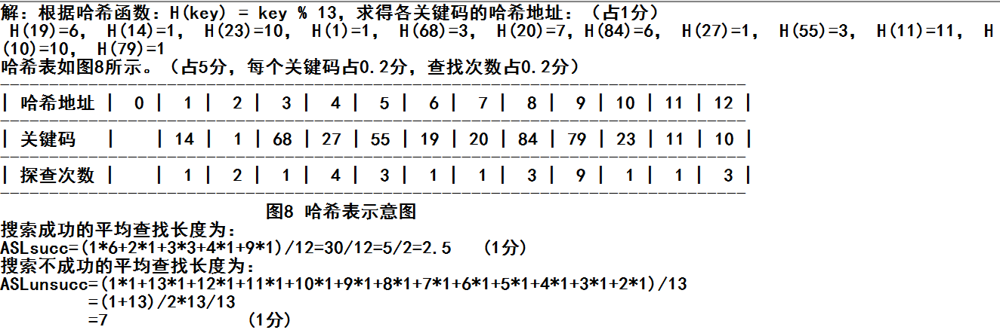 解：根据哈希函数：H(key) = key % 13，求得各关键码的哈希地址：（占1分）
H(19)=6， H(14)=1， H(23)=10， H(1)=1， H(68)=3， H(20)=7，H(84)=6， H(27)=1， H(55)=3， H(11)=11， H
(10)=10， H(79)=1
哈希表如图8所示。（占5分，每个关键码占0.2分，查找次数占0.2分）
| 哈希地址 | 0 | 1 | 2 | 3 | 4 | 5 | 6 | 7 | 8 | 9 | 10 | 11 | 12 |
| 关键码 | | 14 | 1 | 68 | 27 | 55 | 19 | 20 | 84 | 79 | 23 | 11 | 10 |
| 探查次数 | | 1 | 2 | 1 | 4 | 3 | 1 | 1 | 3 | 9 | 1 | 1 | 3 |
图8 哈希表示意图
搜索成功的平均查找长度为：
ASLsucc=(1*6+2*1+3*3+4*1+9*1)/12=30/12=5/2=2.5 (1分)
搜索不成功的平均查找长度为：
ASLunsucc=(1*1+13*1+12*1+11*1+10*1+9*1+8*1+7*1+6*1+5*1+4*1+3*1+2*1)/13
=(1+13)/2*13/13
=7 (1分)